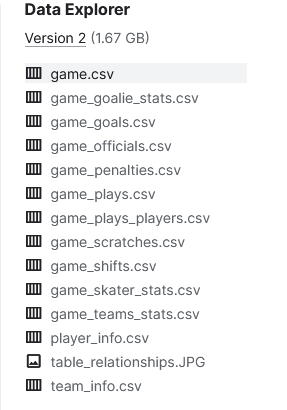 Data Explorer
Version 2 (1.67 GB)
game.csv
game_goalie_stats.csv
game_goals.csv
game_officials.csv
game_penalties.csv
game_plays.csv
game_plays_players.csv
game_scratches.csv
game_shifts.csv
game_skater_stats.csv
game_teams_stats.csv
player_info.csv
table_relationships.JPG
team_info.csv